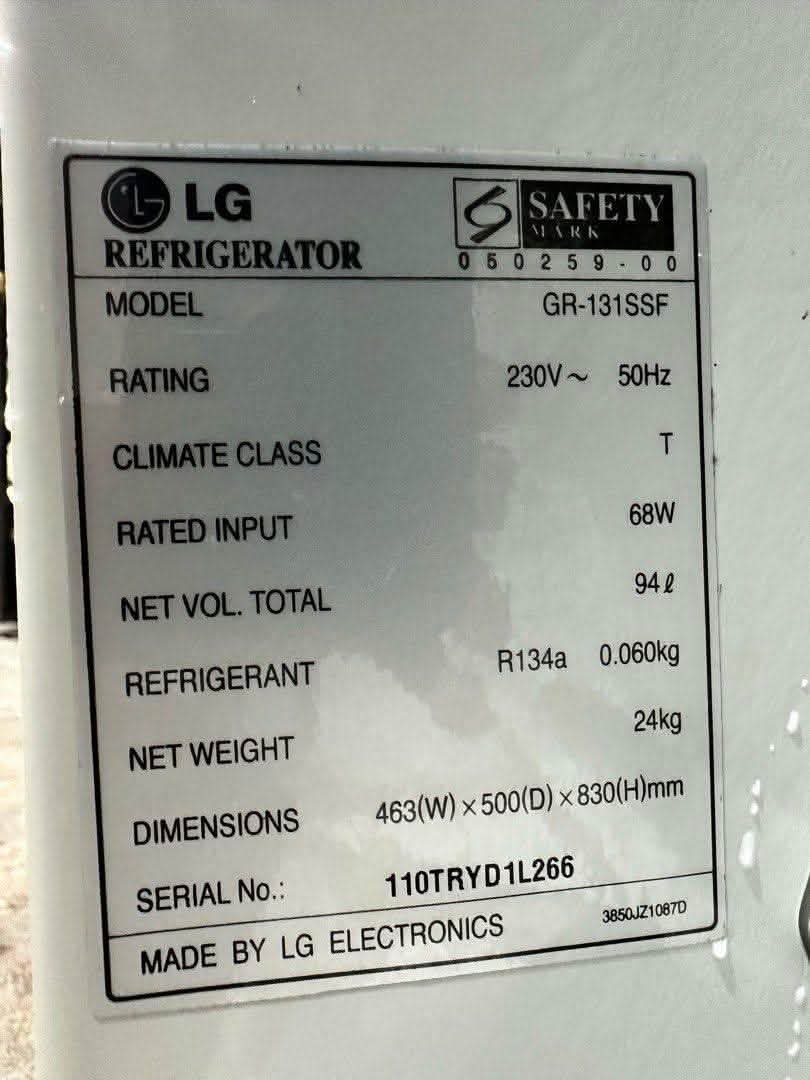 LG
SAFETY
MARK
REFRIGERATOR
050259-00
MODEL GR-131SSF
RATING 230V~ 50Hz
CLIMATE CLASS T
RATED INPUT 68W
NET VOL. TOTAL 94ℓ
REFRIGERANT R134a 0.060kg
NET WEIGHT 24kg
DIMENSIONS 463(W)×500(D)×830(H)mm
SERIAL No.: 110TRYD1L266
MADE BY LG ELECTRONICS 3850JZ1087D